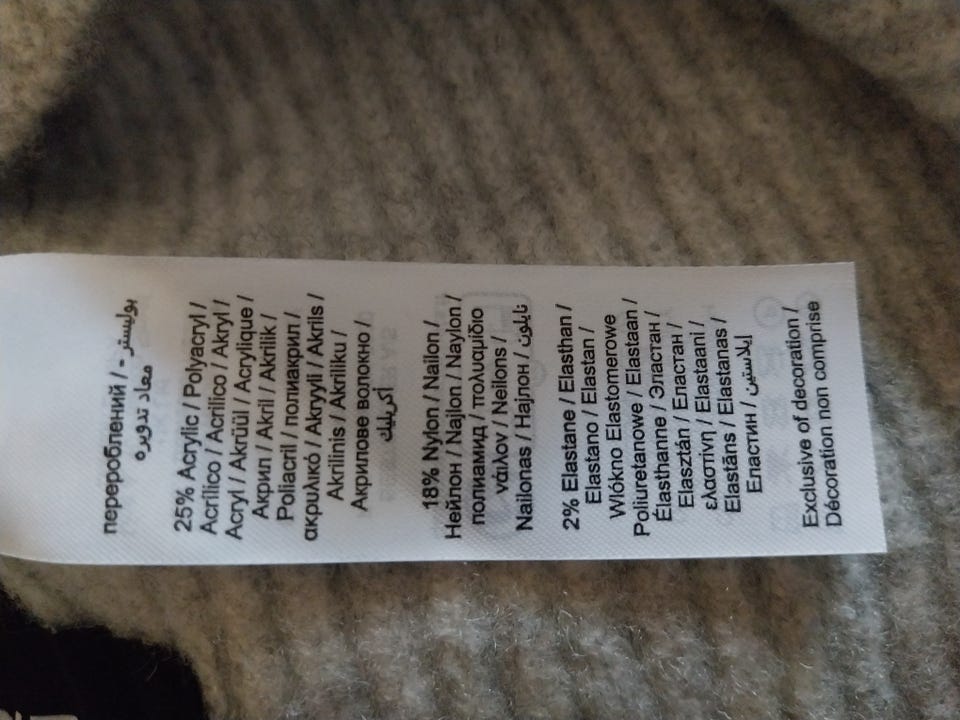 перероблений / - بوليستر
معاد تدويره
25% Acrylic / Polyacryl /
Acrílico / Acrilico / Akryl /
Acryl / Akrüül / Acrylique /
Акрил / Akril / Akrilik /
Poliacril / полиакрил /
ακρυλικό / Akryyli / Akrils /
Akrilinis / Akriliku /
Акрилове волокно /
أكريليك
18% Nylon / Nailon /
Нейлон / Najlon / Naylon /
полиамид / πολυαμίδιο
νάιλον / Neilons /
Nailonas / Најлон / نايلون
2% Elastane / Elasthan /
Elastano / Elastan /
Włókno Elastomerowe
Poliuretanowe / Elastaan /
Élasthanne / Эластан /
Elasztán / Еластан /
ελαστίνη / Elastaani /
Elastāns / Elastanas /
Еластин / إيلاستين
Exclusive of decoration /
Décoration non comprise